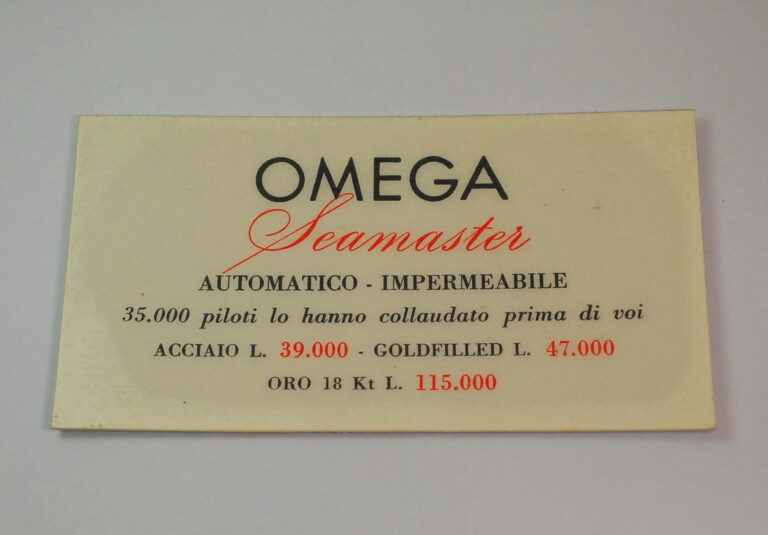 OMEGA
Seamaster
AUTOMATICO - IMPERMEABILE
35.000 piloti lo hanno collaudato prima di voi
ACCIAIO L. 39.000 - GOLDFILLED L. 47.000
ORO 18 Kt L. 115.000